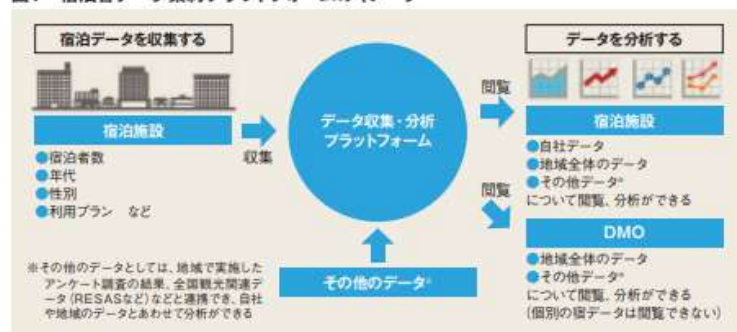 宿泊データを収集する
宿泊施設
●宿泊者数
●年代
●性別
●利用プラン など
収集
データ収集・分析
プラットフォーム
その他のデータ※
※その他のデータとしては、地域で実施した
アンケート調査の結果、全国観光関連デ
ータ(RESASなど)などと連携でき、自社
や地域のデータとあわせて分析ができる
閲覧
閲覧
データを分析する
宿泊施設
●自社データ
●地域全体のデータ
●その他データ※
について閲覧、分析ができる
DMO
●地域全体のデータ
●その他データ※
について閲覧、分析ができる
(個別の宿データは閲覧できない)